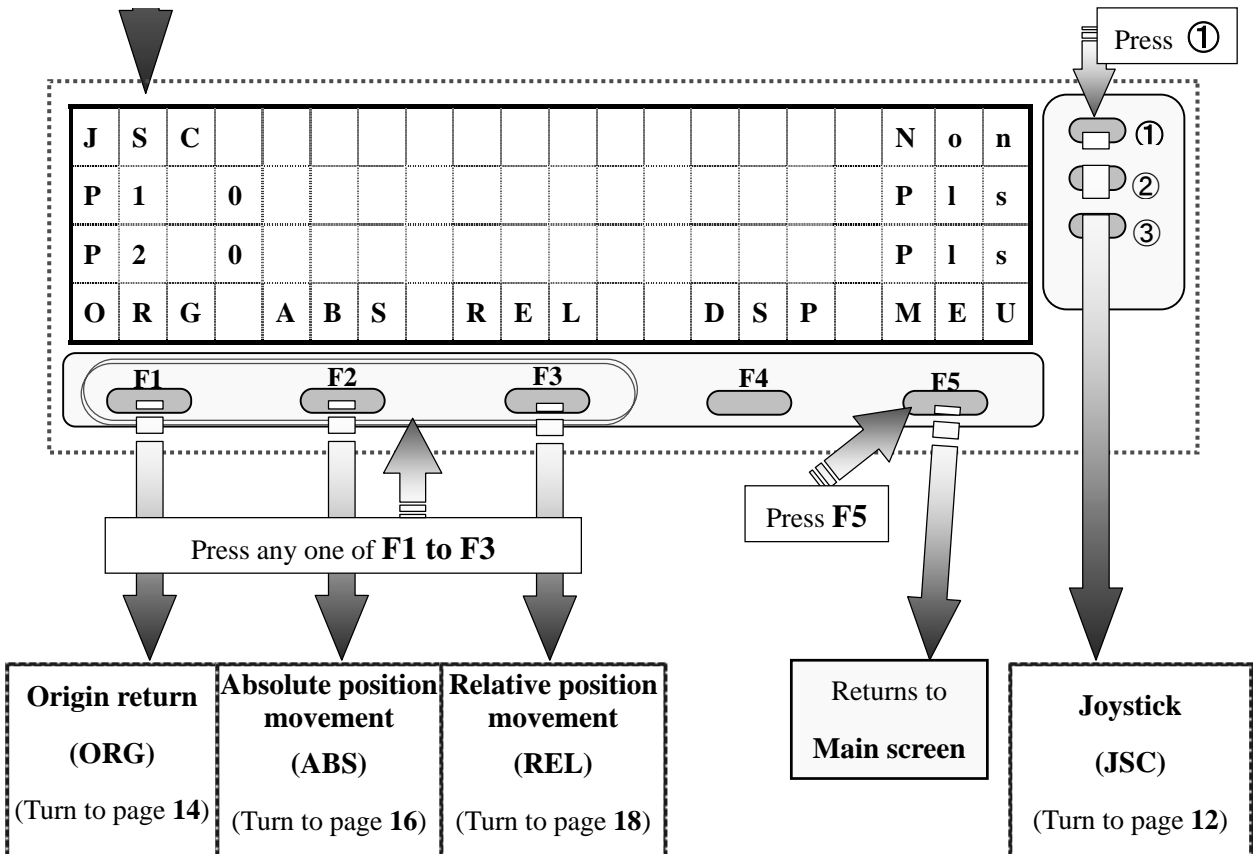 Press ①
J S C N o n
①
P 1 0 P l s
②
P 2 0 P l s
③
O R G A B S R E L D S P M E U
F1 F2 F3 F4 F5
Press F5
Press any one of F1 to F3
Origin return
(ORG)
(Turn to page 14)
Absolute position
movement
(ABS)
(Turn to page 16)
Relative position
movement
(REL)
(Turn to page 18)
Returns to
Main screen
Joystick
(JSC)
(Turn to page 12)